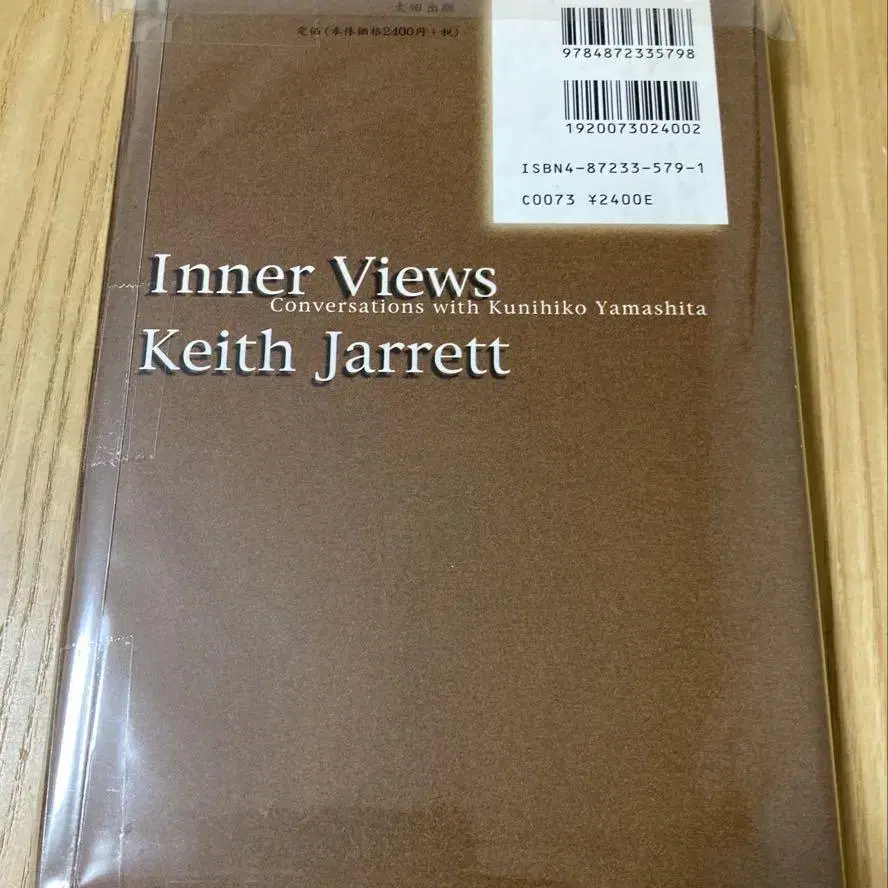 太田出版
定価(本体価格2400円+税)
9784872335798
1920073024002
ISBN4-87233-579-1
C0073 ¥2400E
Inner Views
Conversations with Kunihiko Yamashita
Keith Jarrett